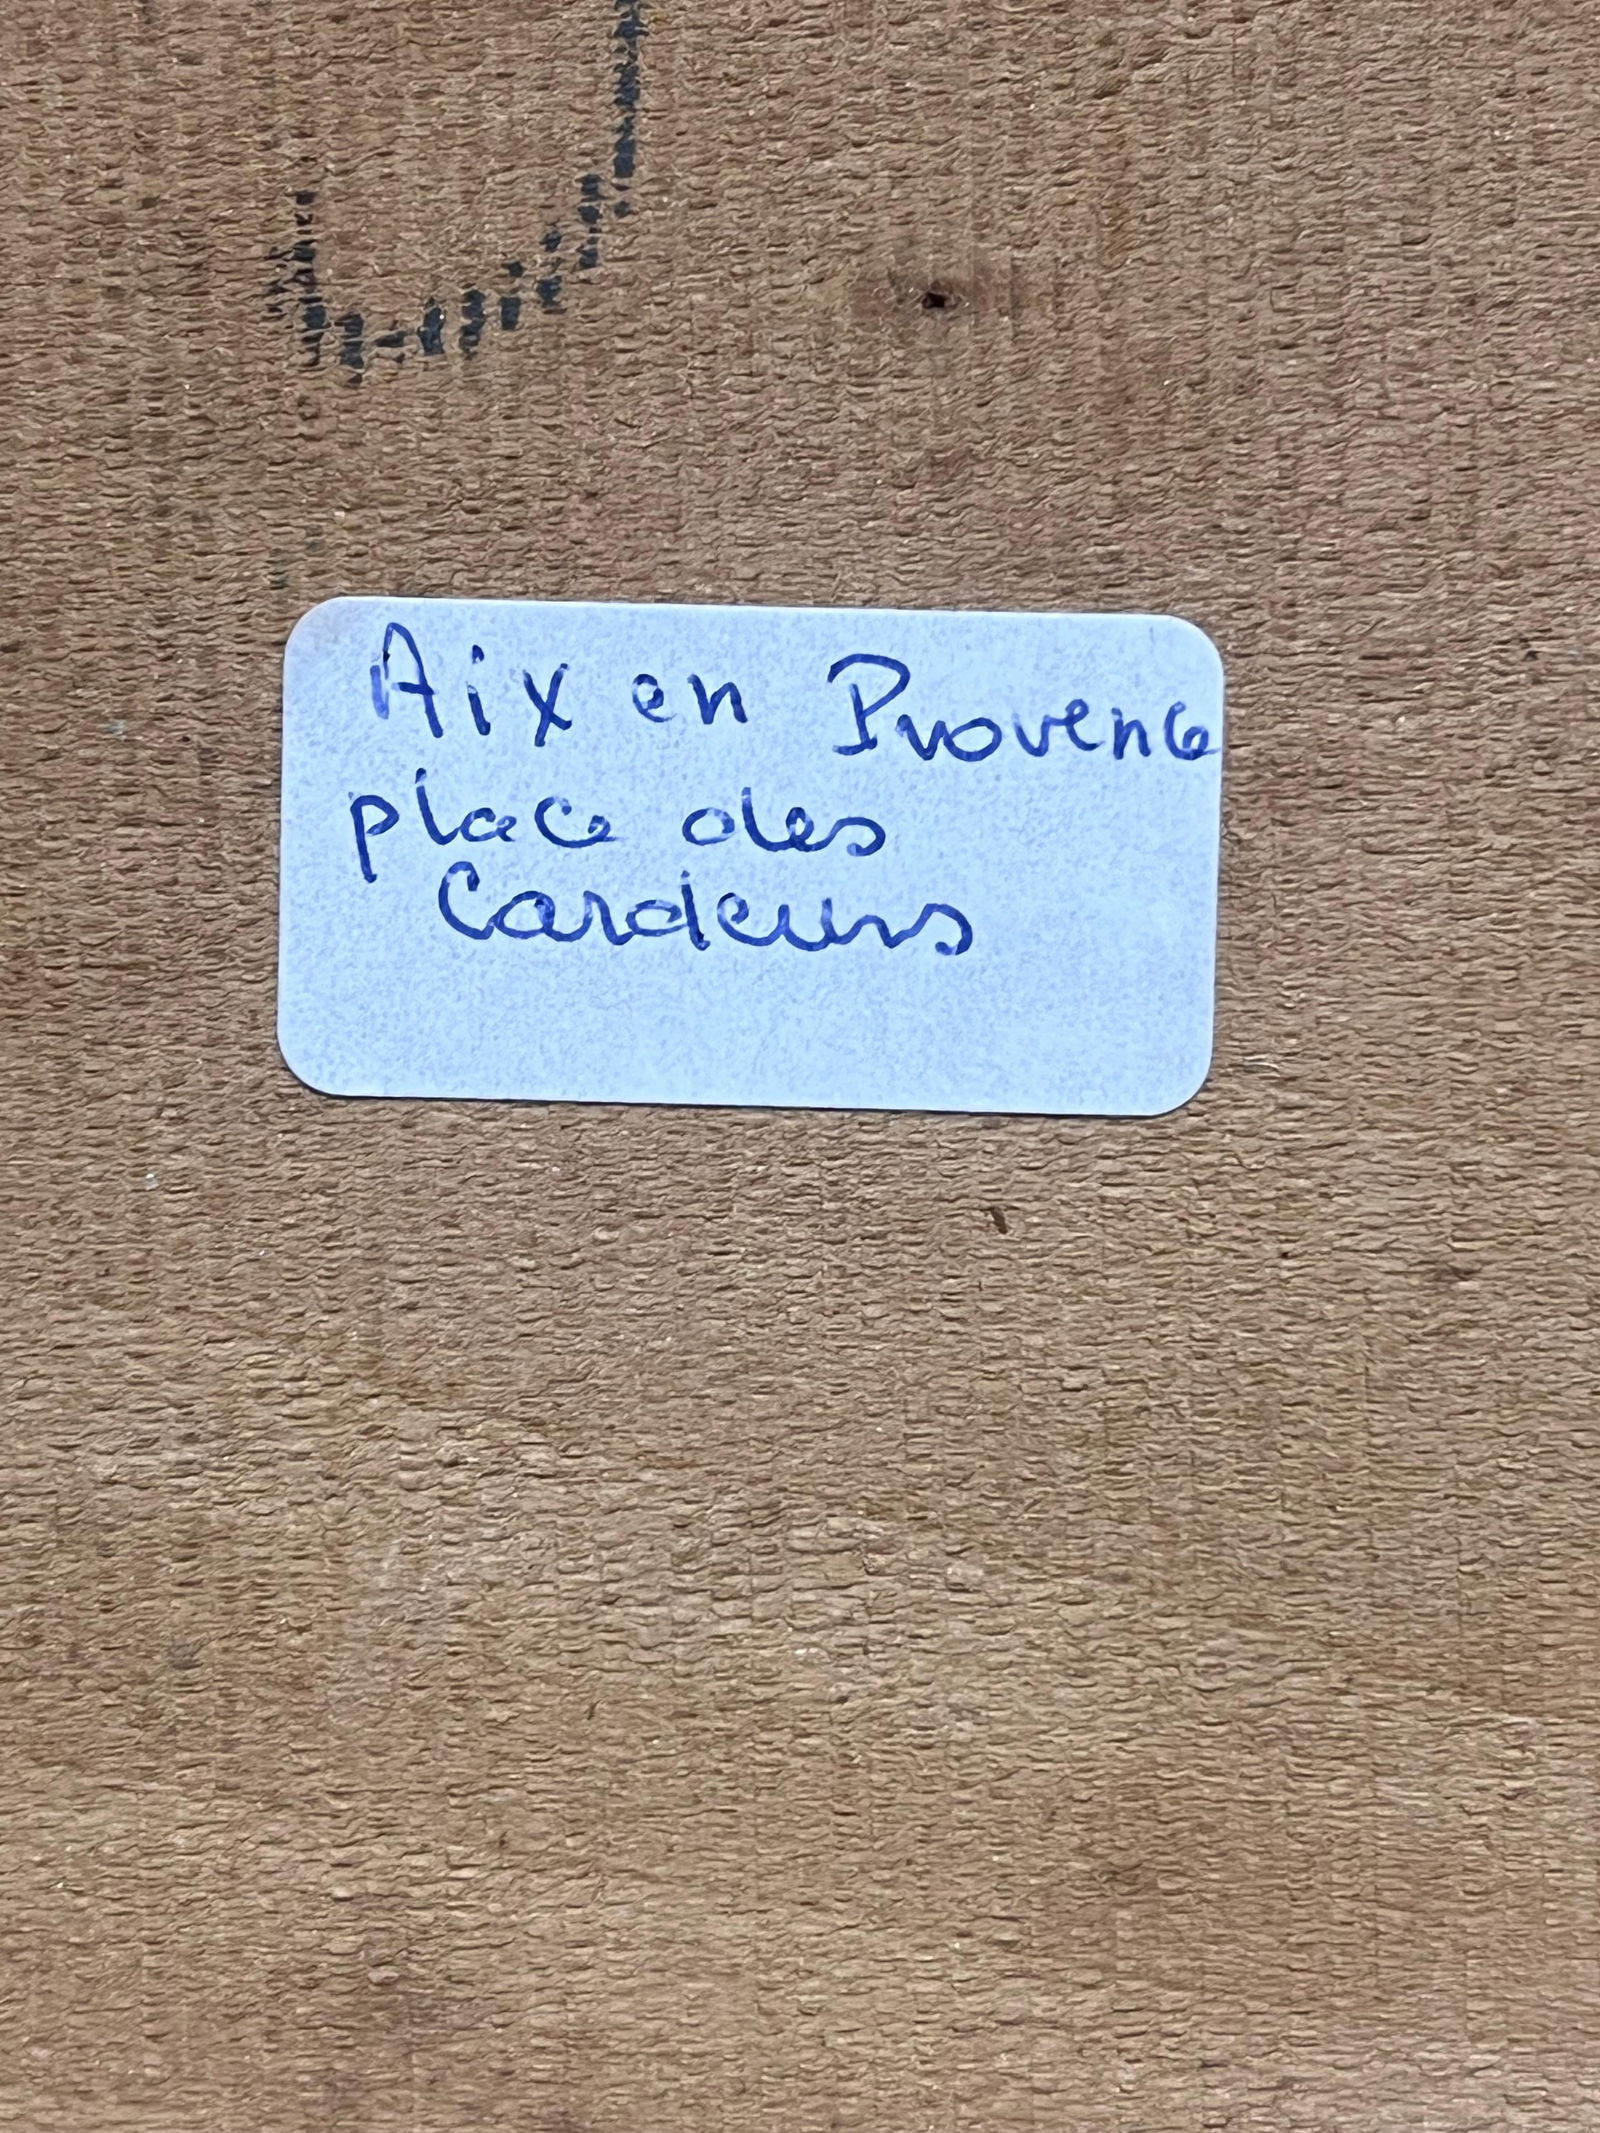 Aix en Provence
place des
Cardeurs